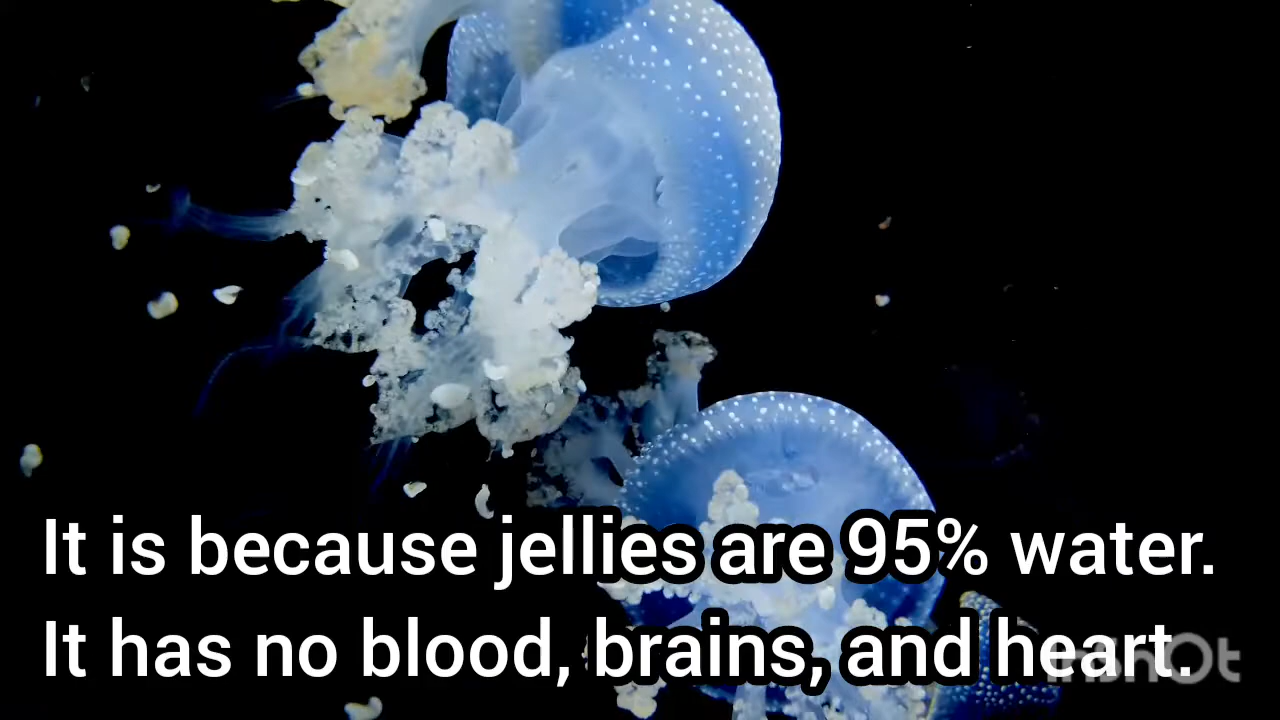 It is because jellies are 95% water.
It has no blood, brains, and heart.